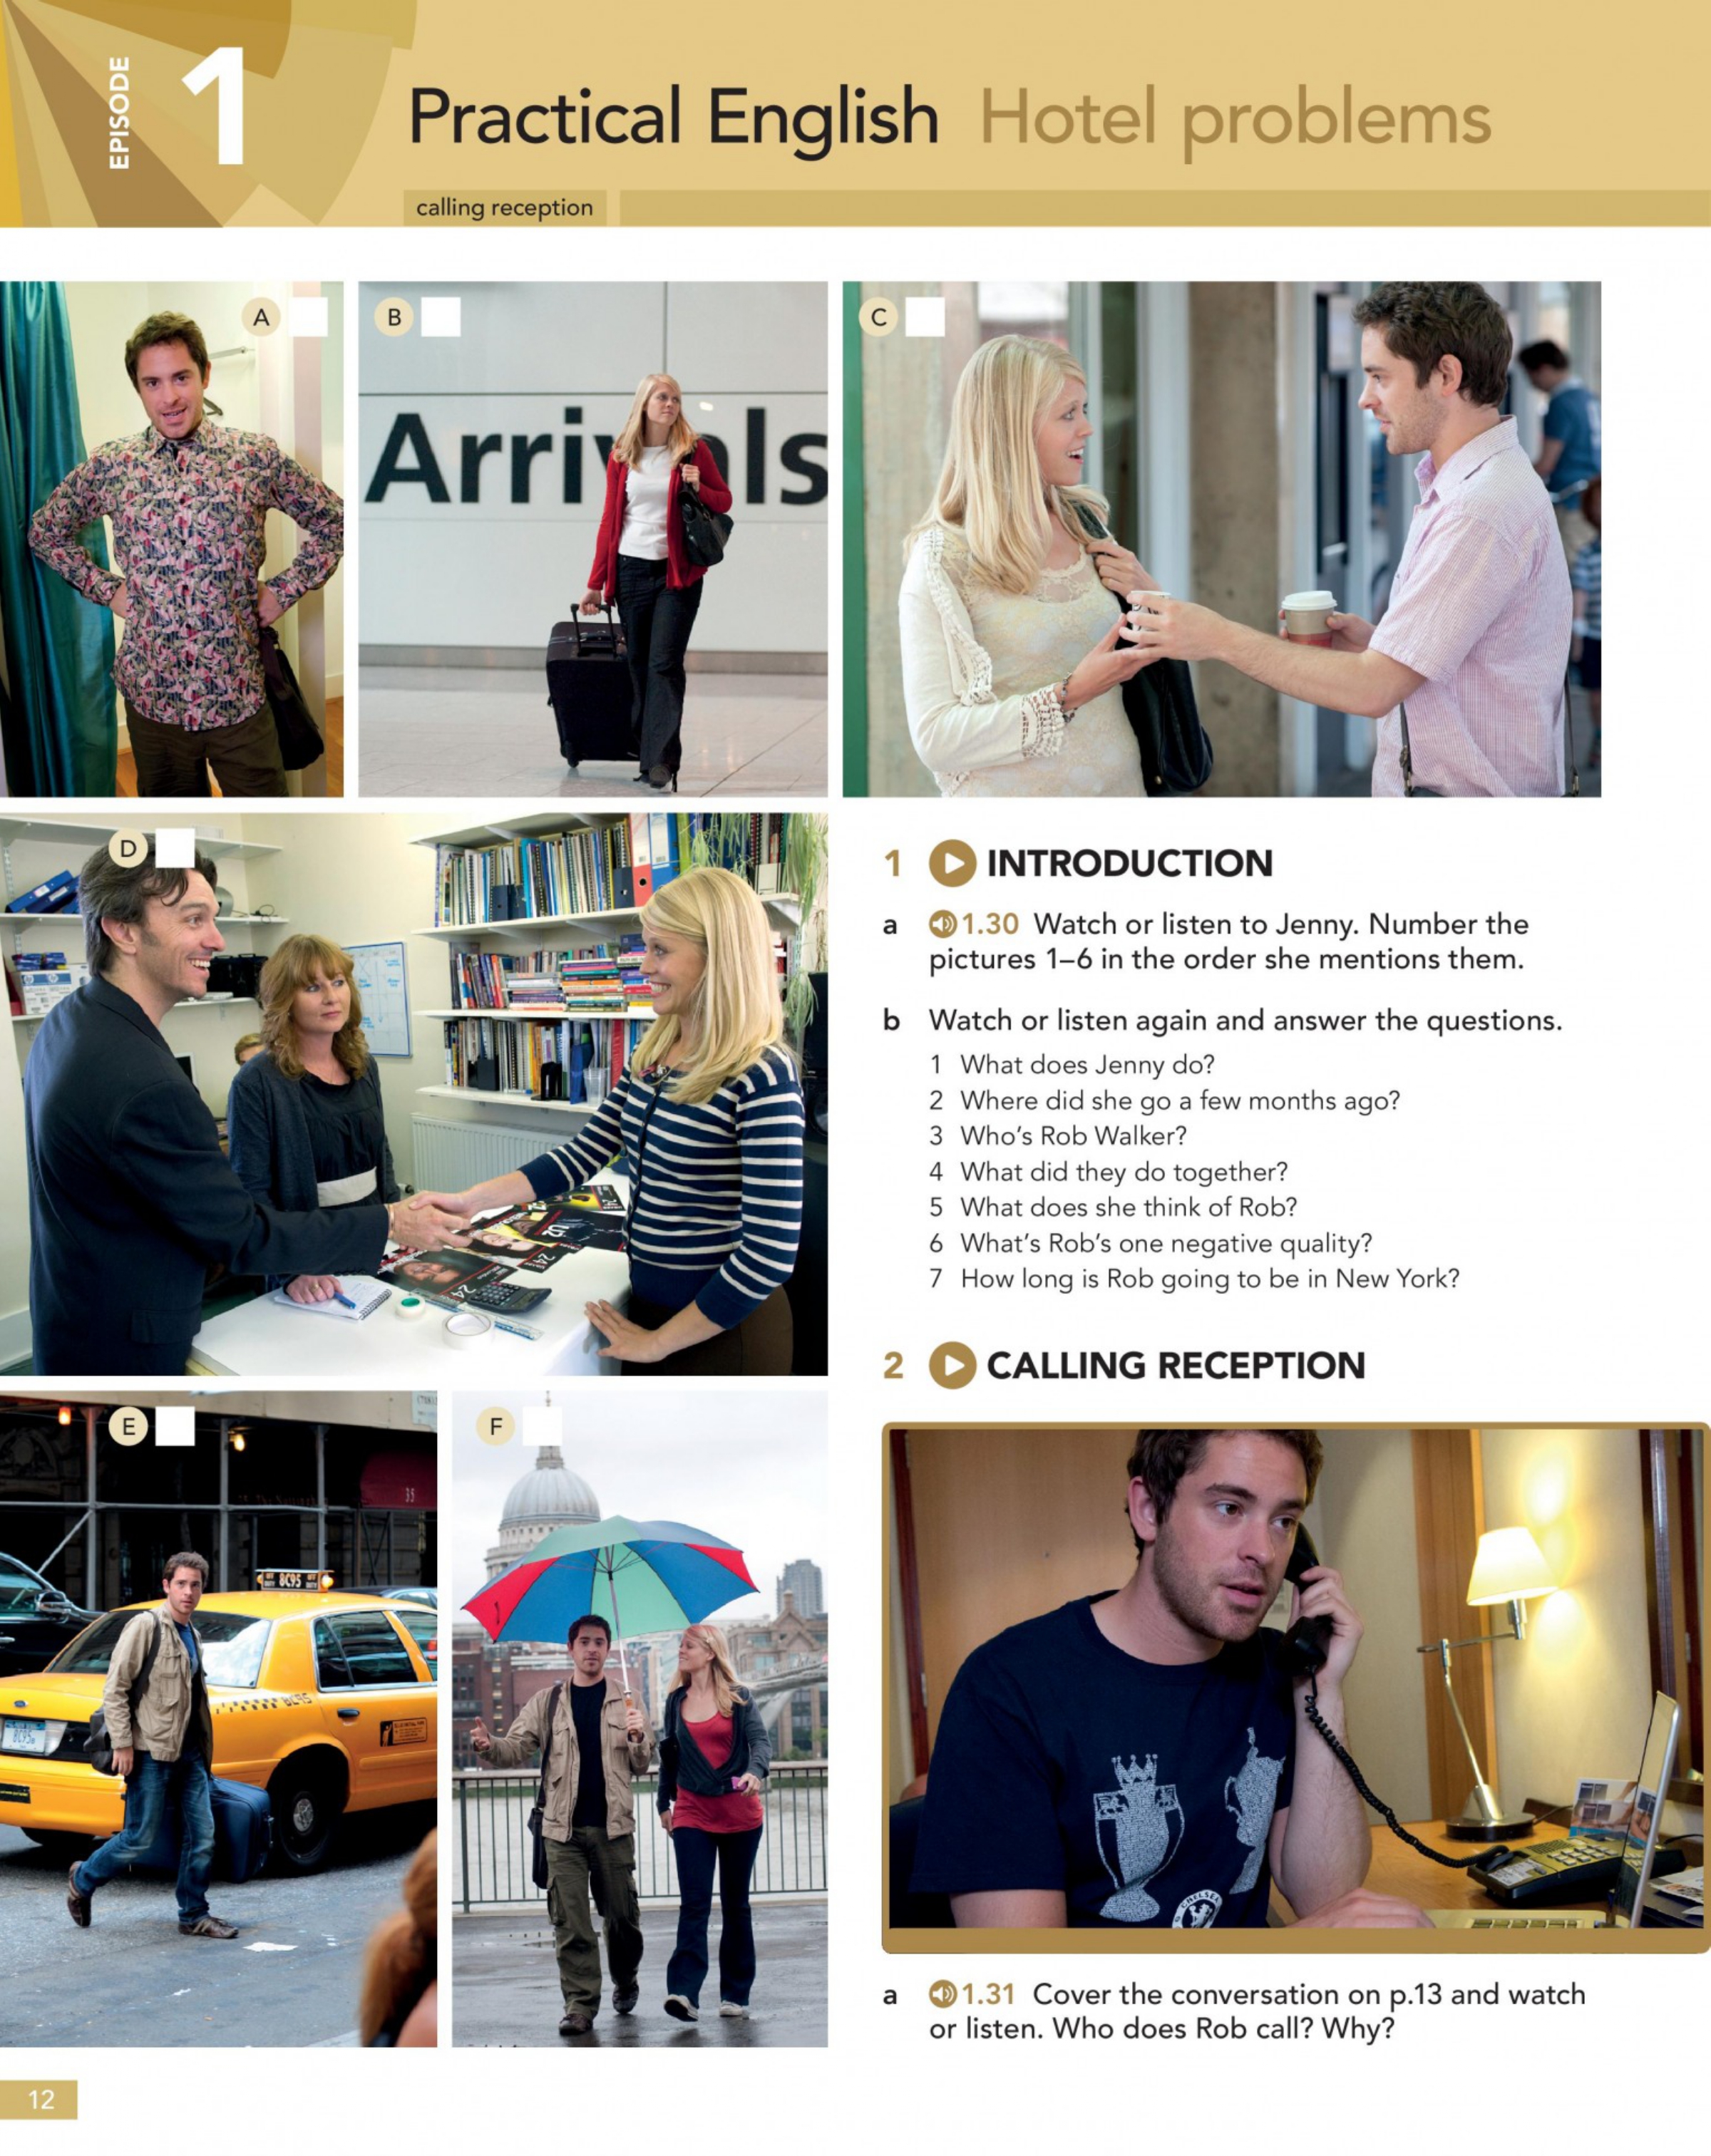 EPISODE
1
Practical English Hotel problems
calling reception
A
B
Arrivals
C
D
1 INTRODUCTION
a 1.30 Watch or listen to Jenny. Number the
pictures 1–6 in the order she mentions them.
b Watch or listen again and answer the questions.
1 What does Jenny do?
2 Where did she go a few months ago?
3 Who's Rob Walker?
4 What did they do together?
5 What does she think of Rob?
6 What's Rob's one negative quality?
7 How long is Rob going to be in New York?
2 CALLING RECEPTION
E
F
35
8C95
8C95
CHELSEA
a 1.31 Cover the conversation on p.13 and watch
or listen. Who does Rob call? Why?
12